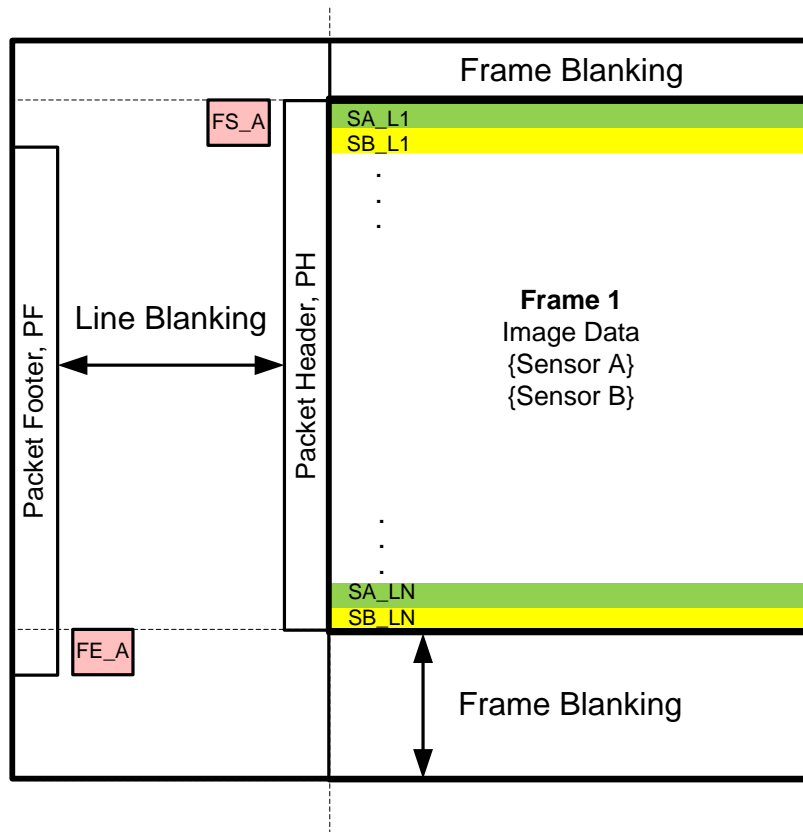 Frame Blanking
FS_A
SA_L1
SB_L1
.
.
.
Packet Footer, PF
Line Blanking
Packet Header, PH
Frame 1
Image Data
{Sensor A}
{Sensor B}
.
.
.
SA_LN
SB_LN
FE_A
Frame Blanking